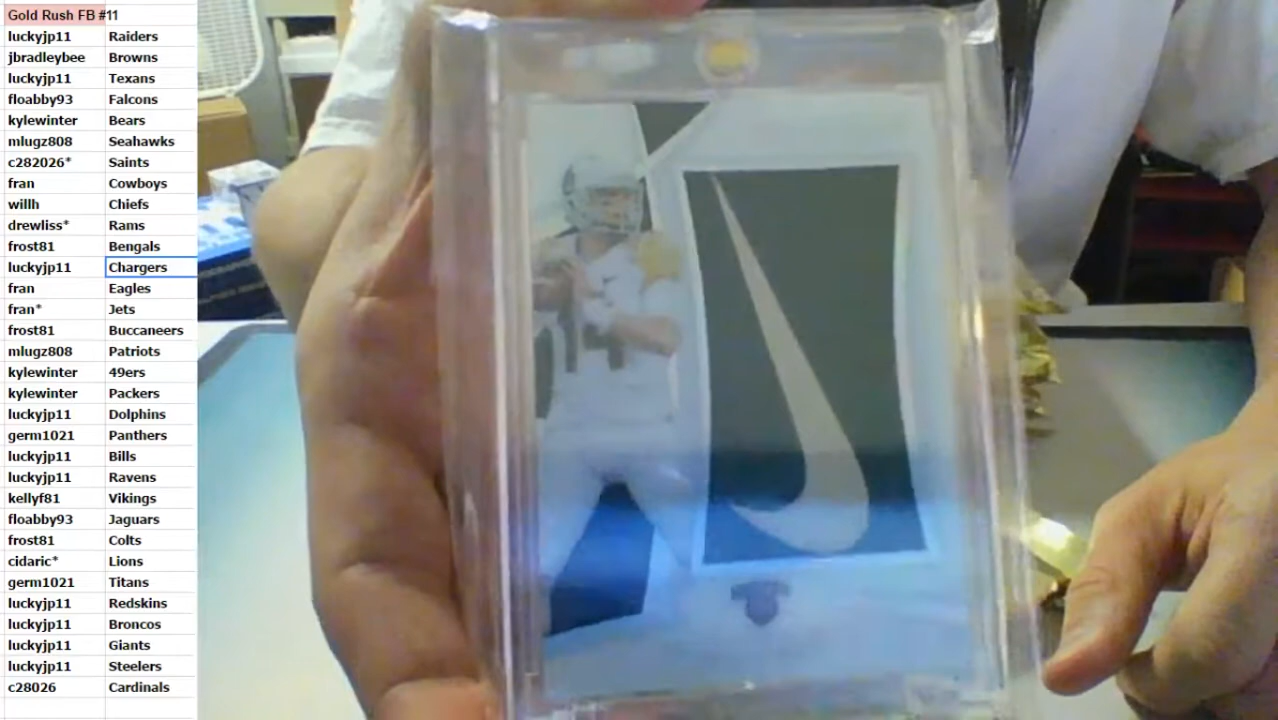 Gold Rush FB #11
luckyjp11 Raiders
jbradleybee Browns
luckyjp11 Texans
floabby93 Falcons
kylewinter Bears
mlugz808 Seahawks
c282026* Saints
fran Cowboys
willh Chiefs
drewliss* Rams
frost81 Bengals
luckyjp11 Chargers
fran Eagles
fran* Jets
frost81 Buccaneers
mlugz808 Patriots
kylewinter 49ers
kylewinter Packers
luckyjp11 Dolphins
germ1021 Panthers
luckyjp11 Bills
luckyjp11 Ravens
kellyf81 Vikings
floabby93 Jaguars
frost81 Colts
cidaric* Lions
germ1021 Titans
luckyjp11 Redskins
luckyjp11 Broncos
luckyjp11 Giants
luckyjp11 Steelers
c28026 Cardinals